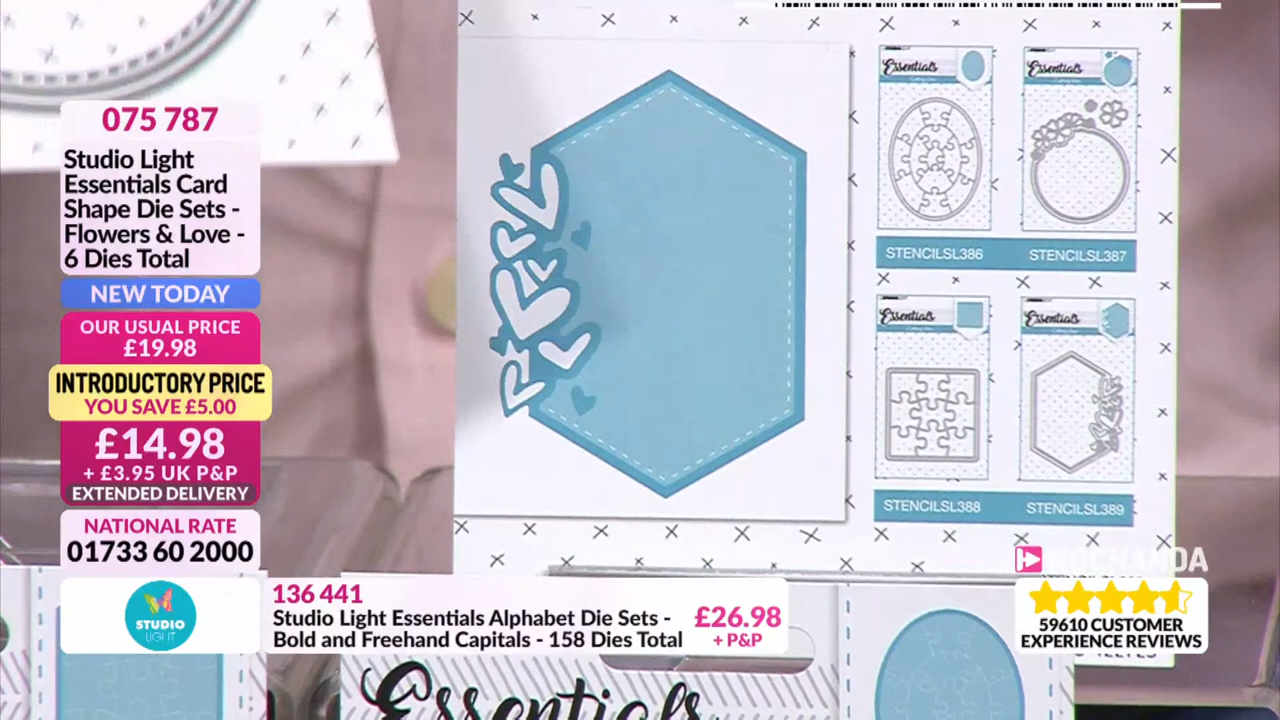 075 787
Studio Light
Essentials Card
Shape Die Sets -
Flowers & Love -
6 Dies Total
NEW TODAY
OUR USUAL PRICE
£19.98
INTRODUCTORY PRICE
YOU SAVE £5.00
£14.98
+ £3.95 UK P&P
EXTENDED DELIVERY
NATIONAL RATE
01733 60 2000
STUDIO
LIGHT
136 441
Studio Light Essentials Alphabet Die Sets -
Bold and Freehand Capitals - 158 Dies Total
£26.98
+ P&P
Essentials
Essentials
STENCILSL386
STENCILSL387
Essentials
Essentials
STENCILSL388
STENCILSL389
HOCHANDA
59610 CUSTOMER
EXPERIENCE REVIEWS
Essentials